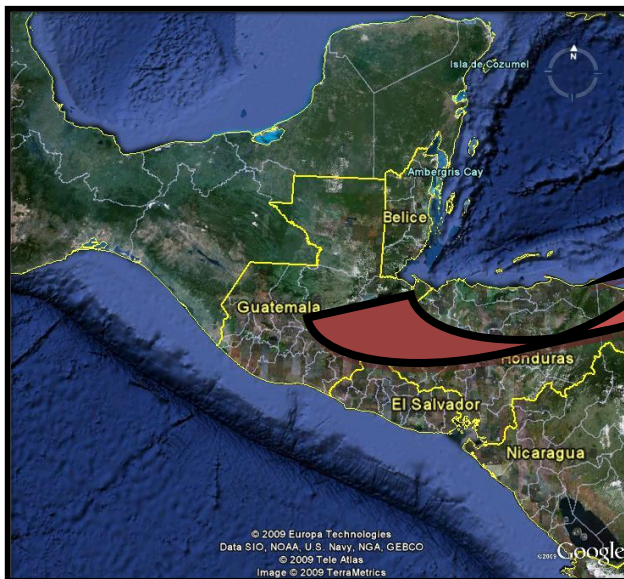 Isla de Cozumel
N
Ambergris Cay
Belice
Guatemala
Honduras
El Salvador
Nicaragua
© 2009 Europa Technologies
Data SIO, NOAA, U.S. Navy, NGA, GEBCO
© 2009 Tele Atlas
Image © 2009 TerraMetrics
©2009 Google